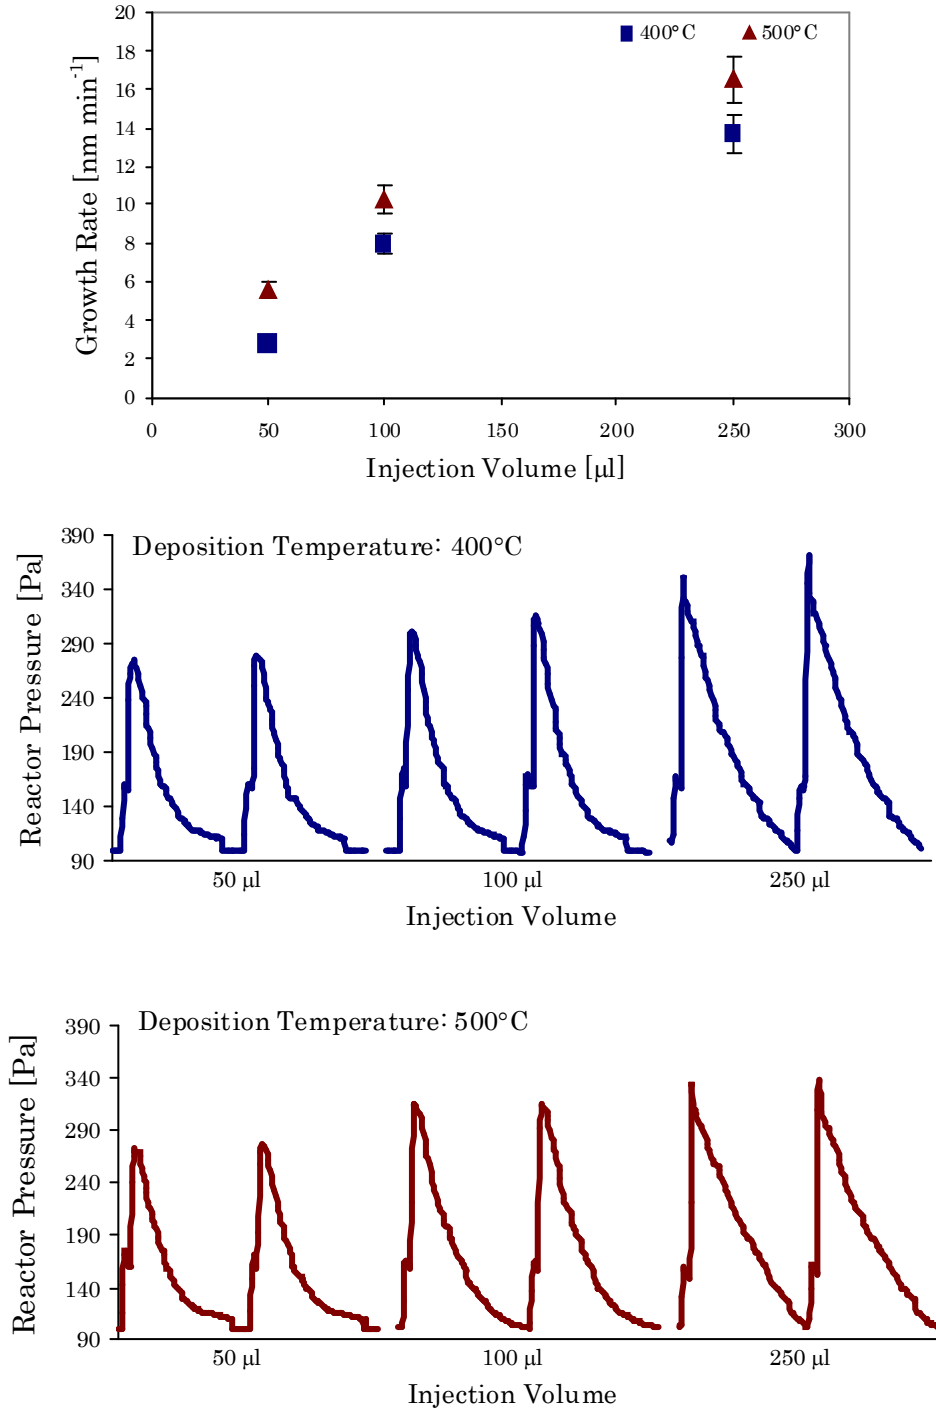 20
400°C 500°C
18
16
14
12
10
8
6
4
2
0
Growth Rate [nm min-1]
0 50 100 150 200 250 300
Injection Volume [µl]
390
Deposition Temperature: 400°C
340
290
240
190
140
90
Reactor Pressure [Pa]
50 µl 100 µl 250 µl
Injection Volume
390
Deposition Temperature: 500°C
340
290
240
190
140
90
Reactor Pressure [Pa]
50 µl 100 µl 250 µl
Injection Volume